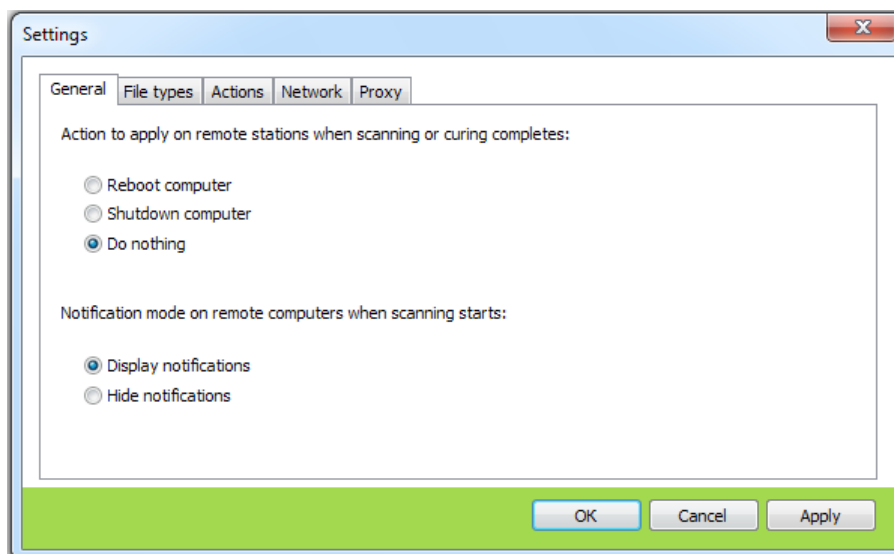 Settings
General File types Actions Network Proxy
Action to apply on remote stations when scanning or curing completes:
Reboot computer
Shutdown computer
Do nothing
Notification mode on remote computers when scanning starts:
Display notifications
Hide notifications
OK Cancel Apply